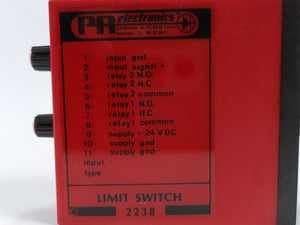 PR electronics
1: input gnd
2: input signal +
3: relay 2 N.O.
4: relay 2 N.C.
5: relay 2 common
6: relay 1 N.O.
7: relay 1 N.C.
8: relay 1 common
9 supply + 24 V DC
10 supply gnd
11 supply gnd
input :
type
LIMIT SWITCH
2238